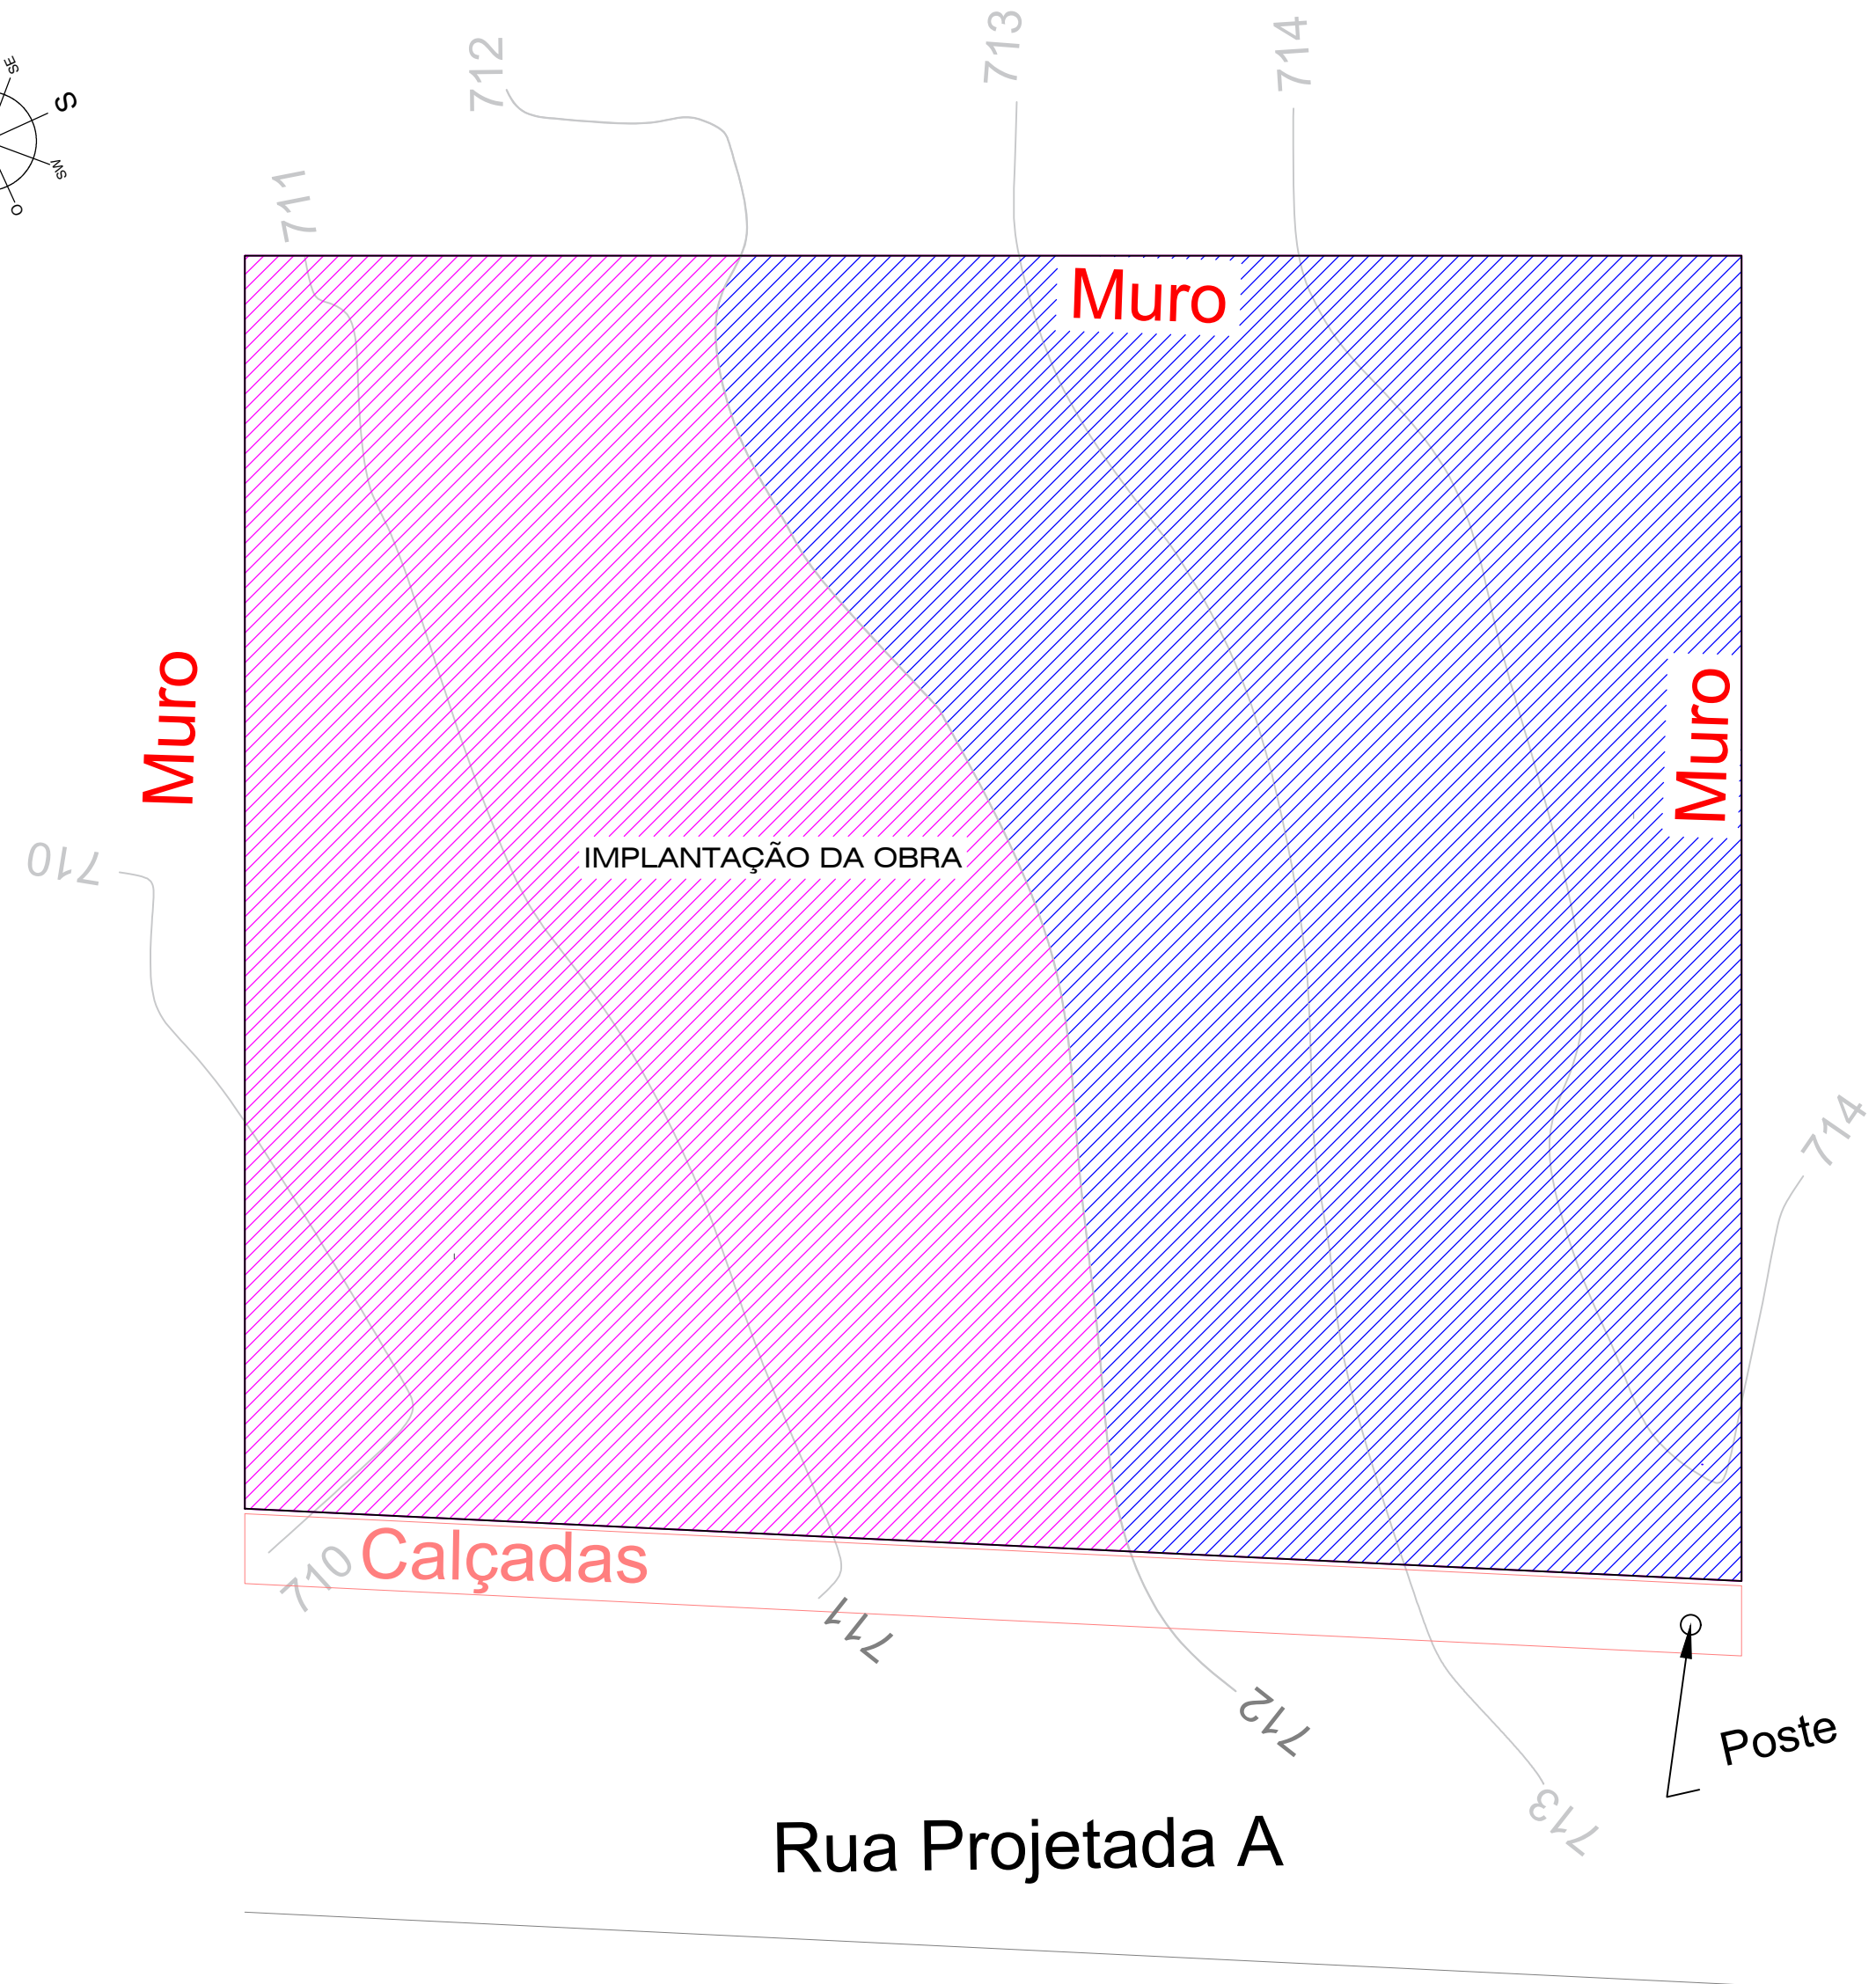 713
714
712
SE
S
SW
711
O
Muro
Muro
Muro
IMPLANTAÇÃO DA OBRA
710
714
Calçadas
710
711
712
Poste
713
Rua Projetada A